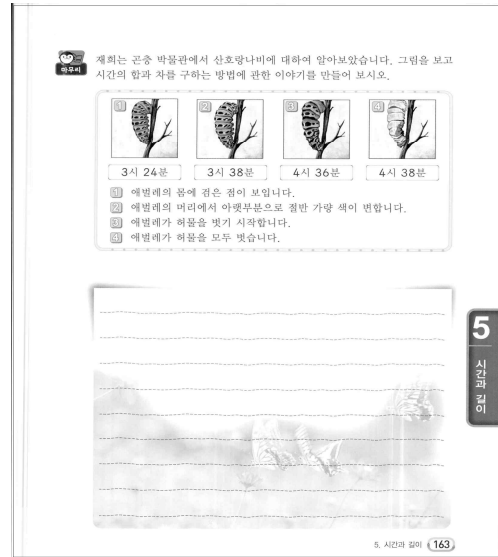 마무리
재희는 곤충 박물관에서 산호랑나비에 대하여 알아보았습니다. 그림을 보고
시간의 합과 차를 구하는 방법에 관한 이야기를 만들어 보시오.
1 2 3 4
3시 24분 3시 38분 4시 36분 4시 38분
1 애벌레의 몸에 검은 점이 보입니다.
2 애벌레의 머리에서 아랫부분으로 절반 가량 색이 변합니다.
3 애벌레가 허물을 벗기 시작합니다.
4 애벌레가 허물을 모두 벗습니다.
5
시간과 길이
5. 시간과 길이 163